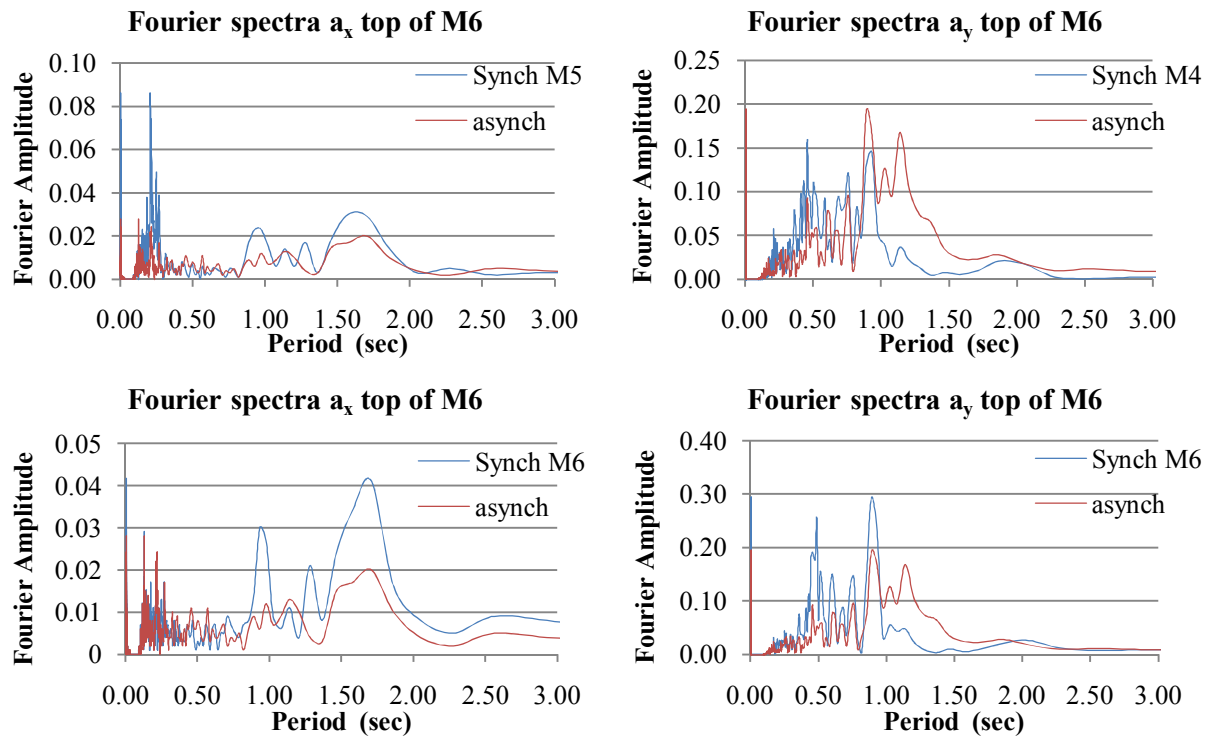 Fourier spectra ax top of M6
0.10
0.08
0.06
0.04
0.02
0.00
Fourier Amplitude
Synch M5
asynch
0.00 0.50 1.00 1.50 2.00 2.50 3.00
Period (sec)
Fourier spectra ay top of M6
0.25
0.20
0.15
0.10
0.05
0.00
Fourier Amplitude
Synch M4
asynch
0.00 0.50 1.00 1.50 2.00 2.50 3.00
Period (sec)
Fourier spectra ax top of M6
0.05
0.04
0.03
0.02
0.01
0
Fourier Amplitude
Synch M6
asynch
0.00 0.50 1.00 1.50 2.00 2.50 3.00
Period (sec)
Fourier spectra ay top of M6
0.40
0.30
0.20
0.10
0.00
Fourier Amplitude
Synch M6
asynch
0.00 0.50 1.00 1.50 2.00 2.50 3.00
Period (sec)